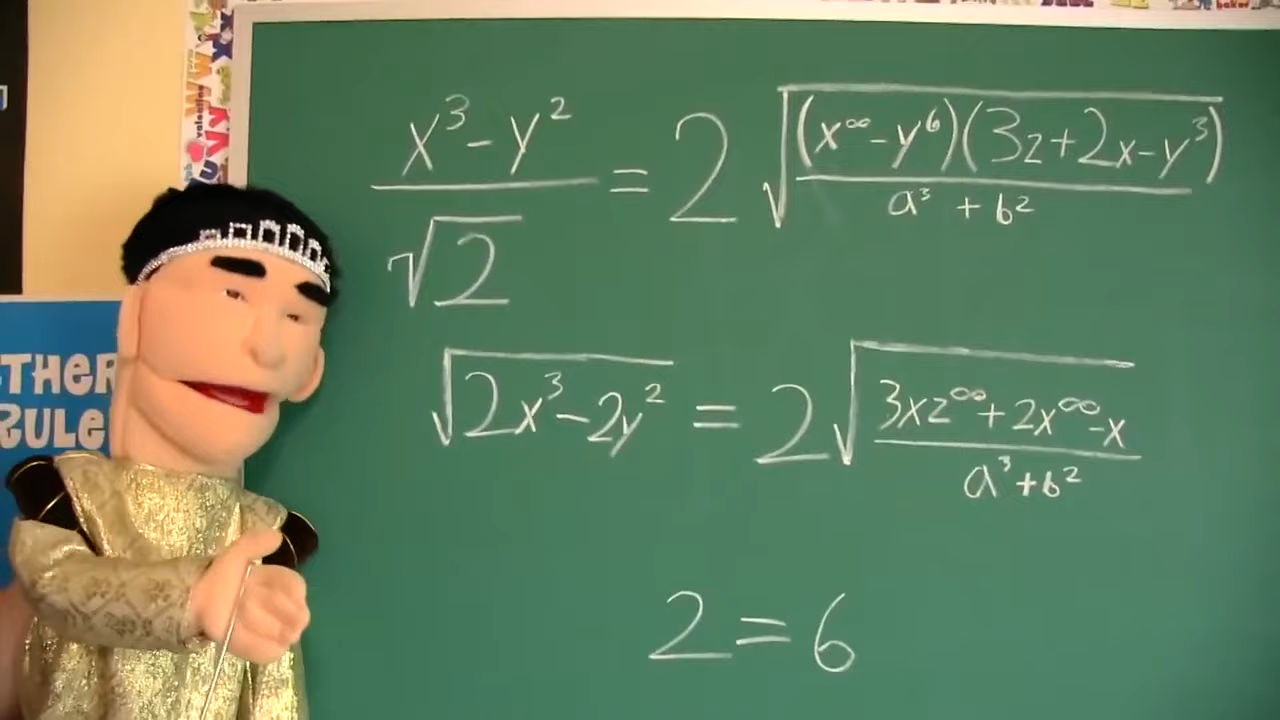 x³ - y² / √2 = 2 √((x^∞ - y⁶)(3z + 2x - y³) / a³ + b²)
√(2x³ - 2y²) = 2 √(3xz^∞ + 2x^∞ - x / a³ + b²)
2 = 6
THER
RULE